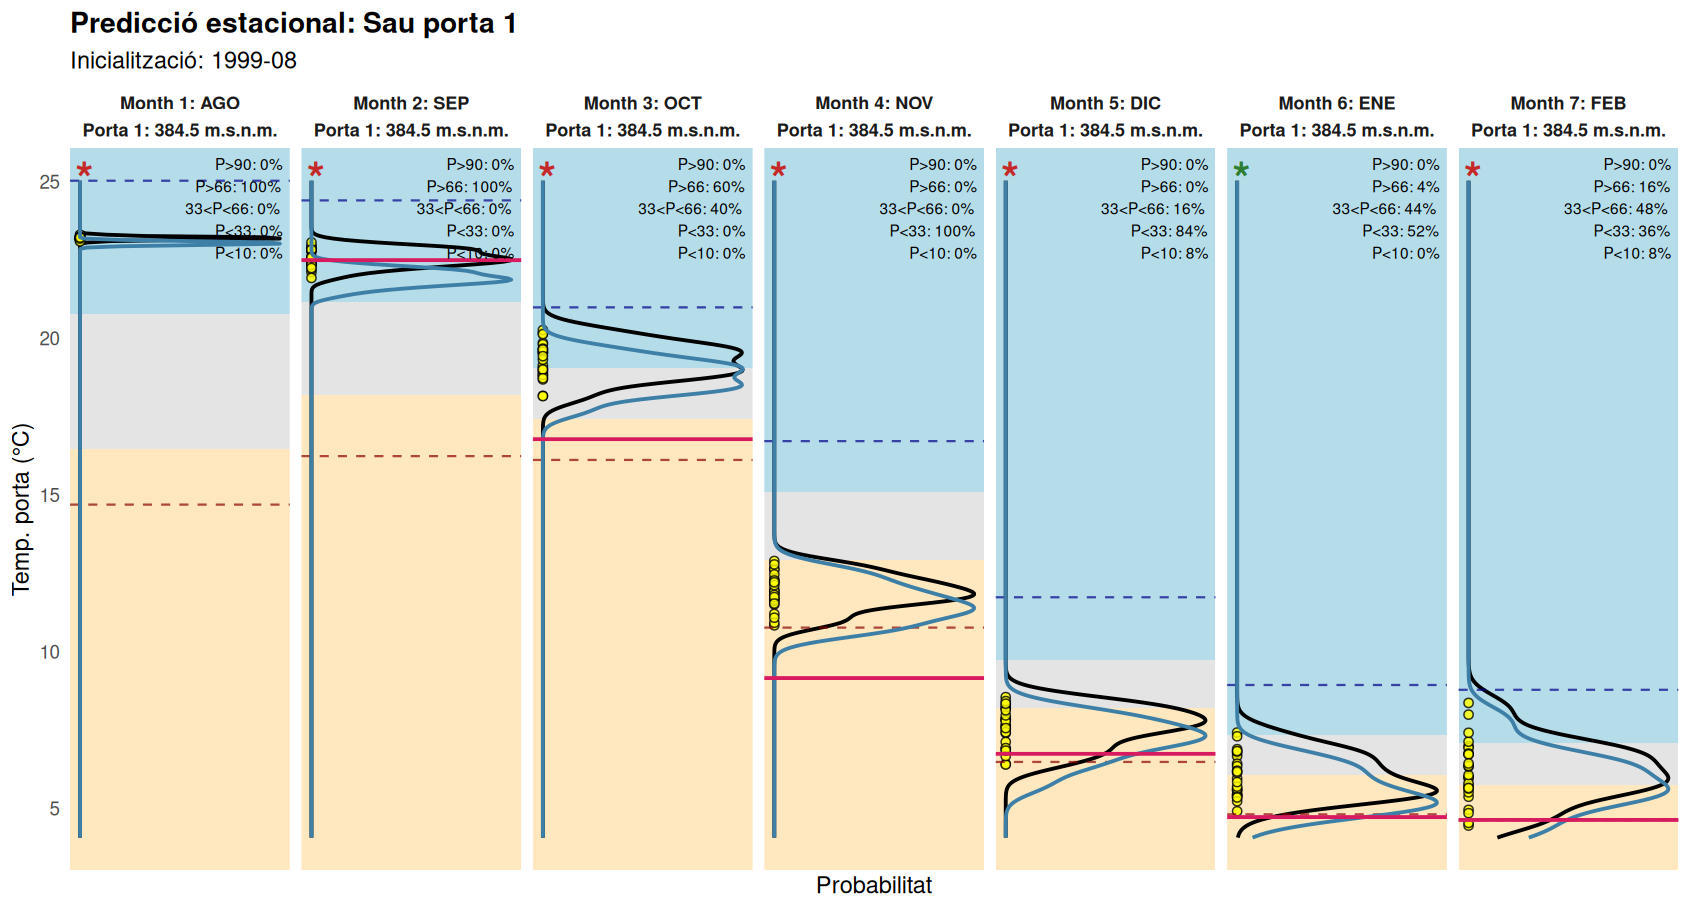 Predicció estacional: Sau porta 1
Inicialització: 1999-08
Month 1: AGO
Porta 1: 384.5 m.s.n.m.
*
P>90: 0%
P>66: 100%
33<P<66: 0%
P<33: 0%
P<10: 0%
Month 2: SEP
Porta 1: 384.5 m.s.n.m.
*
P>90: 0%
P>66: 100%
33<P<66: 0%
P<33: 0%
P<10: 0%
Month 3: OCT
Porta 1: 384.5 m.s.n.m.
*
P>90: 0%
P>66: 60%
33<P<66: 40%
P<33: 0%
P<10: 0%
Month 4: NOV
Porta 1: 384.5 m.s.n.m.
*
P>90: 0%
P>66: 0%
33<P<66: 0%
P<33: 100%
P<10: 0%
Month 5: DIC
Porta 1: 384.5 m.s.n.m.
*
P>90: 0%
P>66: 0%
33<P<66: 16%
P<33: 84%
P<10: 8%
Month 6: ENE
Porta 1: 384.5 m.s.n.m.
*
P>90: 0%
P>66: 4%
33<P<66: 44%
P<33: 52%
P<10: 0%
Month 7: FEB
Porta 1: 384.5 m.s.n.m.
*
P>90: 0%
P>66: 16%
33<P<66: 48%
P<33: 36%
P<10: 8%
Temp. porta (°C)
25
20
15
10
5
Probabilitat